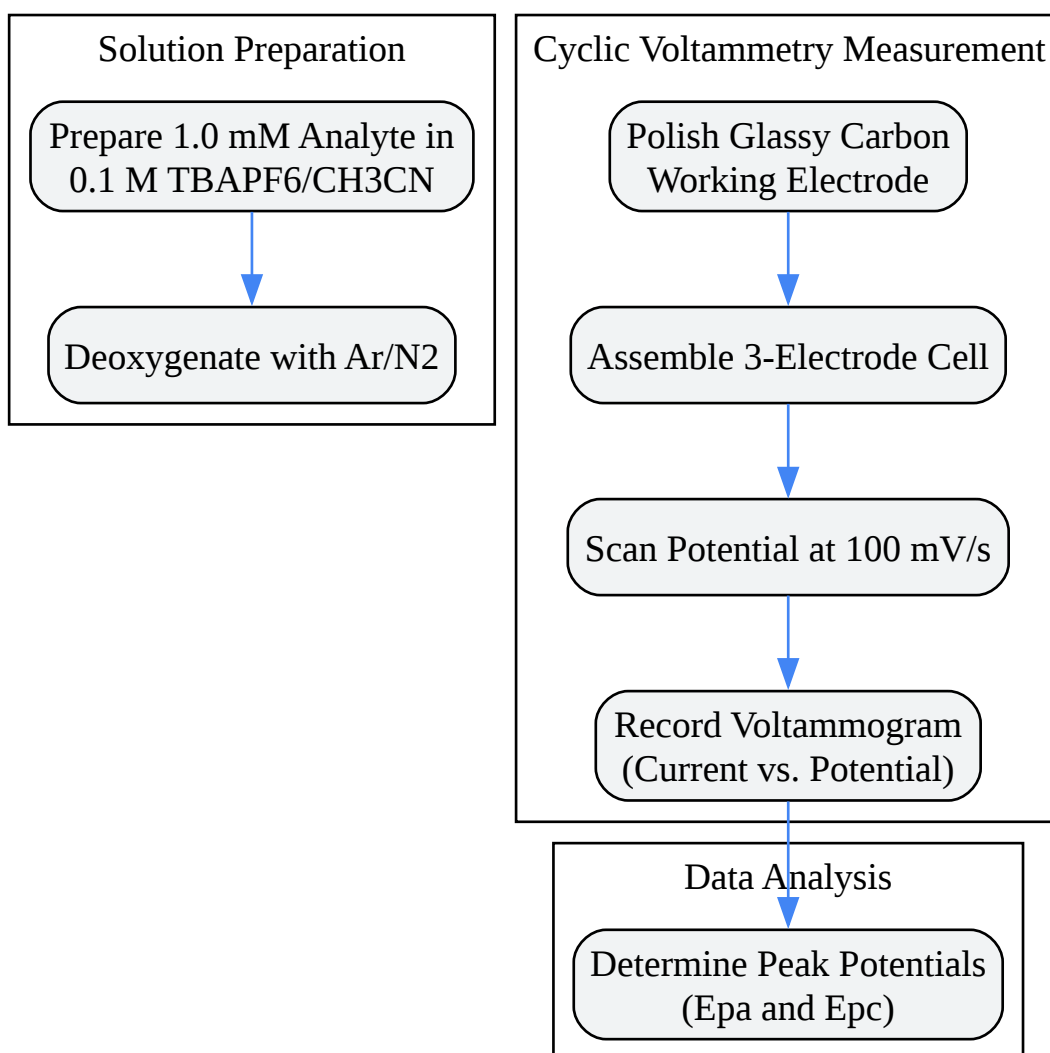 Solution Preparation
Prepare 1.0 mM Analyte in
0.1 M TBAPF6/CH3CN
Deoxygenate with Ar/N2
Cyclic Voltammetry Measurement
Polish Glassy Carbon
Working Electrode
Assemble 3-Electrode Cell
Scan Potential at 100 mV/s
Record Voltammogram
(Current vs. Potential)
Data Analysis
Determine Peak Potentials
(Epa and Epc)